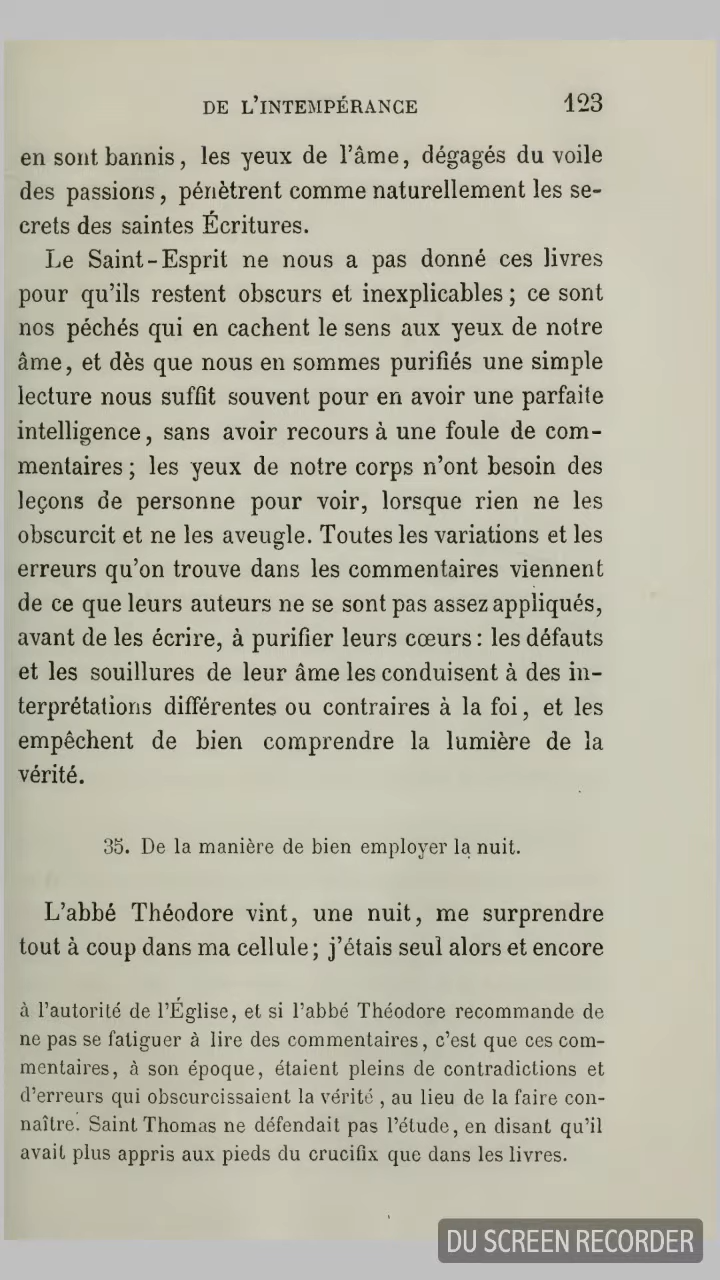 DE L'INTEMPÉRANCE 123
en sont bannis, les yeux de l'âme, dégagés du voile
des passions, pénètrent comme naturellement les se-
crets des saintes Écritures.
Le Saint-Esprit ne nous a pas donné ces livres
pour qu'ils restent obscurs et inexplicables; ce sont
nos péchés qui en cachent le sens aux yeux de notre
âme, et dès que nous en sommes purifiés une simple
lecture nous suffit souvent pour en avoir une parfaite
intelligence, sans avoir recours à une foule de com-
mentaires; les yeux de notre corps n'ont besoin des
leçons de personne pour voir, lorsque rien ne les
obscurcit et ne les aveugle. Toutes les variations et les
erreurs qu'on trouve dans les commentaires viennent
de ce que leurs auteurs ne se sont pas assez appliqués,
avant de les écrire, à purifier leurs cœurs: les défauts
et les souillures de leur âme les conduisent à des in-
terprétations différentes ou contraires à la foi, et les
empêchent de bien comprendre la lumière de la
vérité.
35. De la manière de bien employer la nuit.
L'abbé Théodore vint, une nuit, me surprendre
tout à coup dans ma cellule; j'étais seul alors et encore
à l'autorité de l'Église, et si l'abbé Théodore recommande de
ne pas se fatiguer à lire des commentaires, c'est que ces com-
mentaires, à son époque, étaient pleins de contradictions et
d'erreurs qui obscurcissaient la vérité, au lieu de la faire con-
naître. Saint Thomas ne défendait pas l'étude, en disant qu'il
avait plus appris aux pieds du crucifix que dans les livres.
DU SCREEN RECORDER